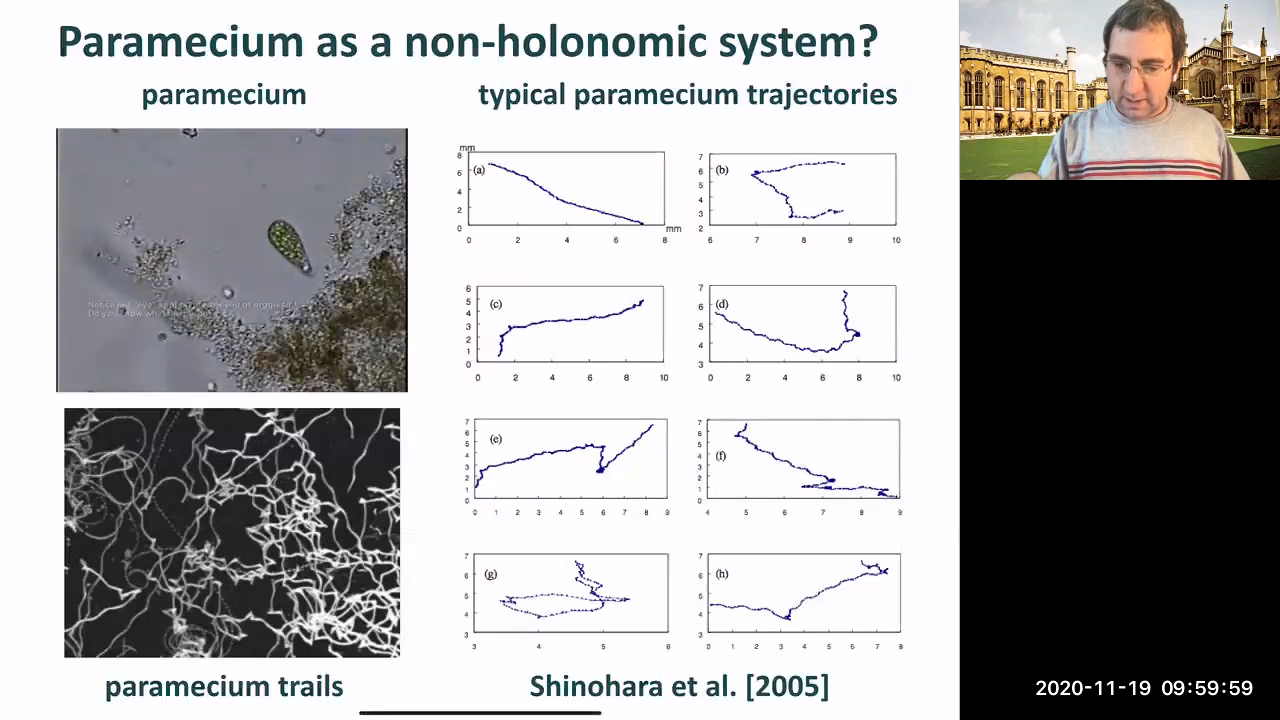 Paramecium as a non-holonomic system?
paramecium
typical paramecium trajectories
mm
8
6
4
2
0
(a)
0 2 4 6 8
mm
7
6
5
4
3
2
(b)
6 7 8 9 10
6
5
4
3
2
1
0
(c)
0 2 4 6 8 10
7
6
5
4
3
(d)
0 2 4 6 8 10
7
6
5
4
3
2
1
0
(e)
0 1 2 3 4 5 6 7 8 9
7
6
5
4
3
2
1
0
(f)
4 5 6 7 8 9
7
6
5
4
3
(g)
3 4 5 6
7
6
5
4
3
(h)
0 1 2 3 4 5 6 7 8
paramecium trails
Shinohara et al. [2005]
2020-11-19 09:59:59